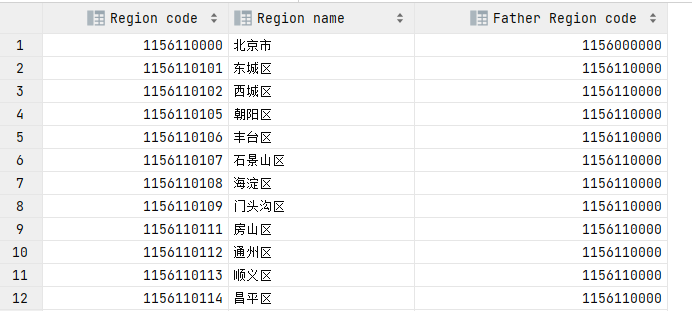 Region code Region name Father Region code
1 1156110000 北京市 1156000000
2 1156110101 东城区 1156110000
3 1156110102 西城区 1156110000
4 1156110105 朝阳区 1156110000
5 1156110106 丰台区 1156110000
6 1156110107 石景山区 1156110000
7 1156110108 海淀区 1156110000
8 1156110109 门头沟区 1156110000
9 1156110111 房山区 1156110000
10 1156110112 通州区 1156110000
11 1156110113 顺义区 1156110000
12 1156110114 昌平区 1156110000